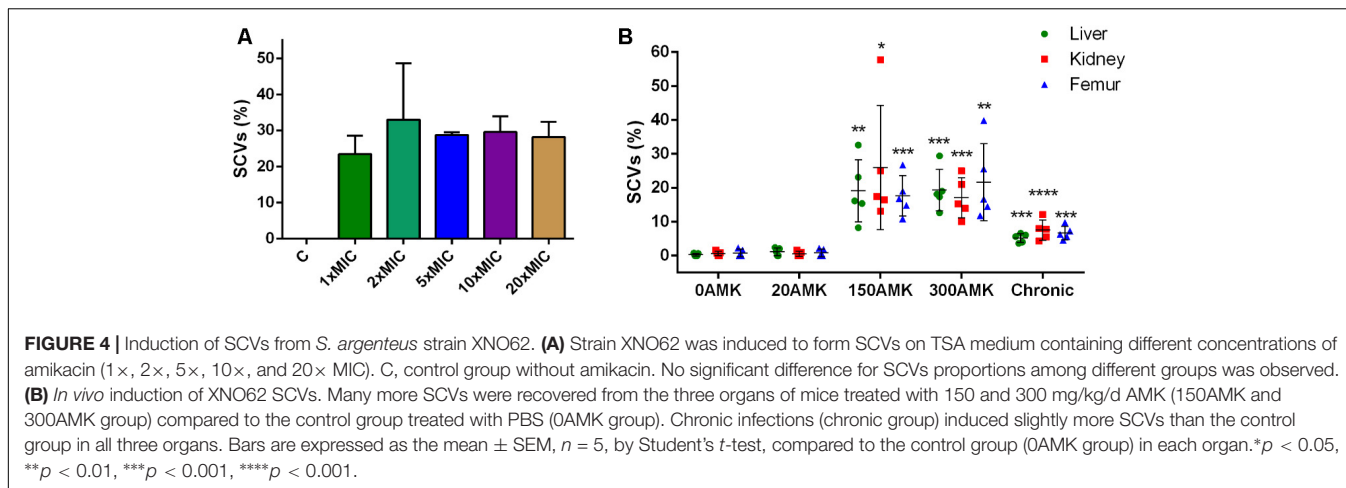 A
SCVs (%)
50
40
30
20
10
0
C
1xMIC
2xMIC
5xMIC
10xMIC
20xMIC
B
SCVs (%)
60
50
40
30
20
10
0
** * ***
*** *** **
*** **** ***
0AMK 20AMK 150AMK 300AMK Chronic
Liver
Kidney
Femur
FIGURE 4 | Induction of SCVs from S. argenteus strain XNO62. (A) Strain XNO62 was induced to form SCVs on TSA medium containing different concentrations of
amikacin (1×, 2×, 5×, 10×, and 20× MIC). C, control group without amikacin. No significant difference for SCVs proportions among different groups was observed.
(B) In vivo induction of XNO62 SCVs. Many more SCVs were recovered from the three organs of mice treated with 150 and 300 mg/kg/d AMK (150AMK and
300AMK group) compared to the control group treated with PBS (0AMK group). Chronic infections (chronic group) induced slightly more SCVs than the control
group in all three organs. Bars are expressed as the mean ± SEM, n = 5, by Student's t-test, compared to the control group (0AMK group) in each organ.*p < 0.05,
**p < 0.01, ***p < 0.001, ****p < 0.001.